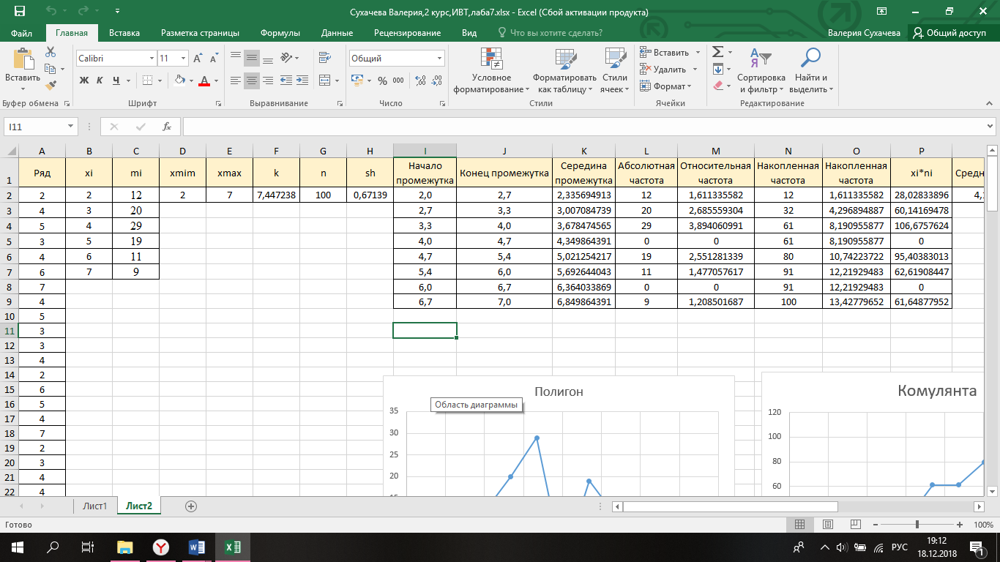 Сухачева Валерия,2 курс,ИВТ,лаба7.xlsx - Excel (Сбой активации продукта)
Файл Главная Вставка Разметка страницы Формулы Данные Рецензирование Вид Что вы хотите сделать? Валерия Сухачева Общий доступ
Вставить
Calibri 11
Ж К Ч А
Общий
% 000
Условное форматирование
Форматировать как таблицу
Стили ячеек
Вставить
Удалить
Формат
Сортировка и фильтр
Найти и выделить
Буфер обмена Шрифт Выравнивание Число Стили Ячейки Редактирование
I11 fx
A B C D E F G H I J K L M N O P
1 Ряд xi mi xmim xmax k n sh Начало промежутка Конец промежутка Середина промежутка Абсолютная частота Относительная частота Накопленная частота Накопленная частота xi*ni Средн
2 2 2 12 2 7 7,447238 100 0,67139 2,0 2,7 2,335694913 12 1,611335582 12 1,611335582 28,02833896
3 4 3 20 2,7 3,3 3,007084739 20 2,685559304 32 4,296894887 60,14169478
4 5 4 29 3,3 4,0 3,678474565 29 3,894060991 61 8,190955877 106,6757624
5 3 5 19 4,0 4,7 4,349864391 0 0 61 8,190955877 0
6 4 6 11 4,7 5,4 5,021254217 19 2,551281339 80 10,74223722 95,40383013
7 6 7 9 5,4 6,0 5,692644043 11 1,477057617 91 12,21929483 62,61908447
8 7 6,0 6,7 6,364033869 0 0 91 12,21929483 0
9 4 6,7 7,0 6,849864391 9 1,208501687 100 13,42779652 61,64877952
10 5
11 3
12 3
13 4
14 2
15 6
16 5
17 4
18 7
19 2
20 3
21 4
22 4
Полигон
Область диаграммы
35
30
25
20
15
Комулянта
120
100
80
60
Лист1 Лист2
Готово 100%
W X РУС 19:12
18.12.2018
1